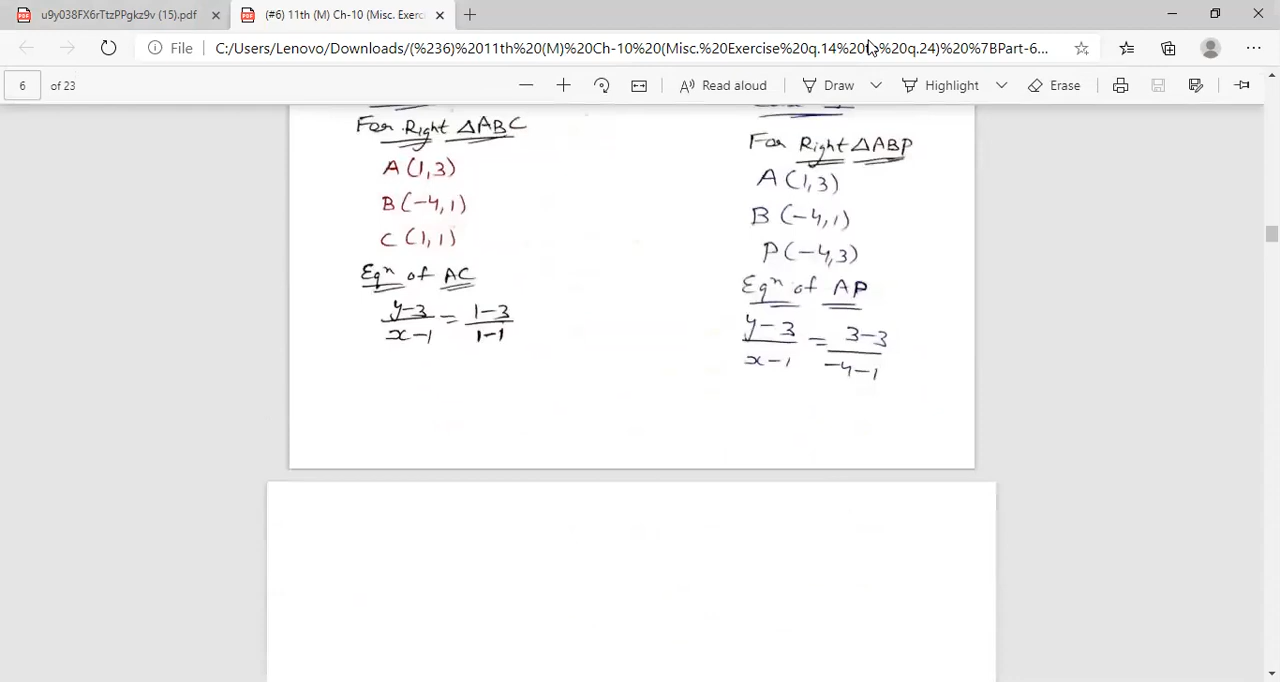 u9y038FX6rTtzPPgkz9v (15).pdf
(#6) 11th (M) Ch-10 (Misc. Exerc
File
C:/Users/Lenovo/Downloads/(%236)%2011th%20(M)%20Ch-10%20(Misc.%20Exercise%20q.14%20t%20q.24)%20%7BPart-6...
6 of 23
Read aloud
Draw
Highlight
Erase
For Right △ABC
A (1,3)
B (-4,1)
C (1,1)
Eqⁿ of AC
y-3/x-1 = 1-3/1-1
For Right △ABP
A (1,3)
B (-4,1)
P(-4,3)
Eqⁿ of AP
y-3/x-1 = 3-3/-4-1